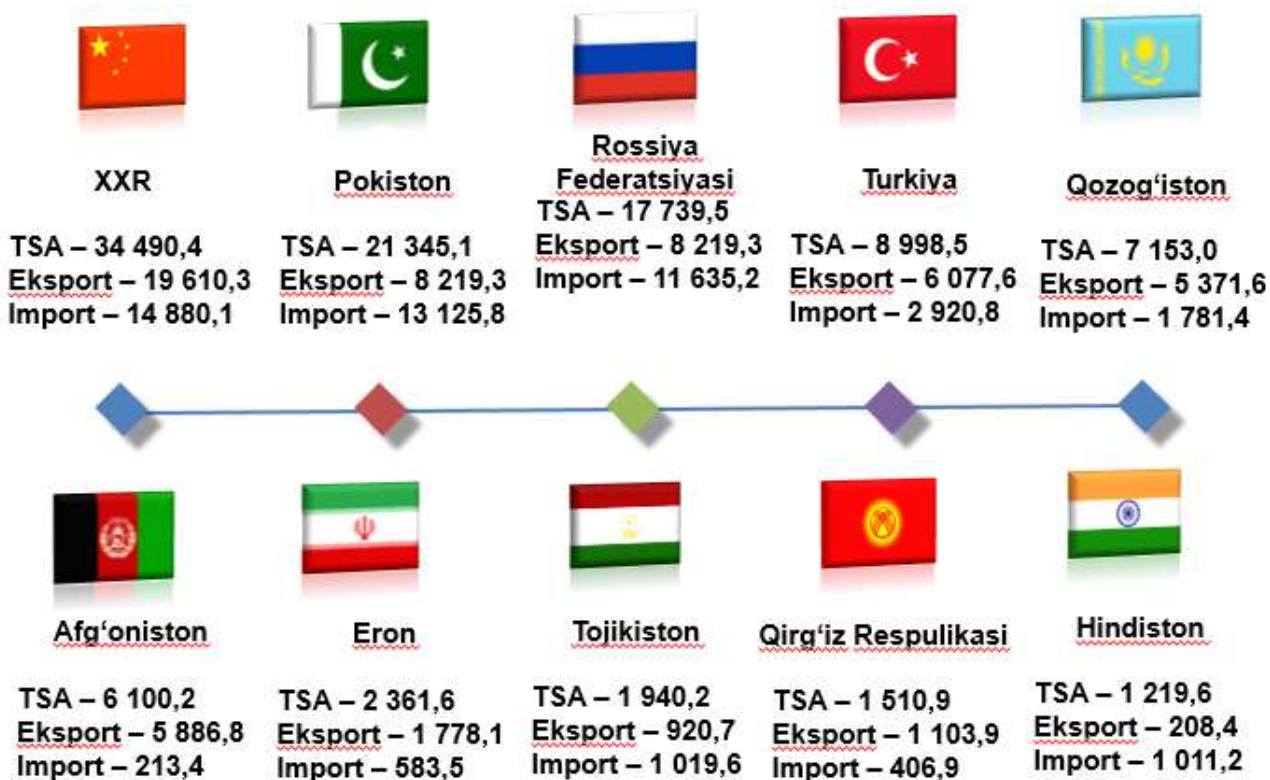 XXR
TSA – 34 490,4
Eksport – 19 610,3
Import – 14 880,1
Pokiston
TSA – 21 345,1
Eksport – 8 219,3
Import – 13 125,8
Rossiya
Federatsiyasi
TSA – 17 739,5
Eksport – 8 219,3
Import – 11 635,2
Turkiya
TSA – 8 998,5
Eksport – 6 077,6
Import – 2 920,8
Qozog‘iston
TSA – 7 153,0
Eksport – 5 371,6
Import – 1 781,4
Afg‘oniston
TSA – 6 100,2
Eksport – 5 886,8
Import – 213,4
Eron
TSA – 2 361,6
Eksport – 1 778,1
Import – 583,5
Tojikiston
TSA – 1 940,2
Eksport – 920,7
Import – 1 019,6
Qirg‘iz Respulikasi
TSA – 1 510,9
Eksport – 1 103,9
Import – 406,9
Hindiston
TSA – 1 219,6
Eksport – 208,4
Import – 1 011,2